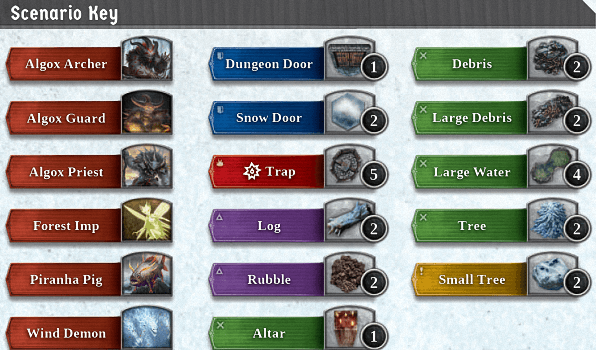 Scenario Key
Algox Archer
Algox Guard
Algox Priest
Forest Imp
Piranha Pig
Wind Demon
Dungeon Door 1
Snow Door 2
Trap 5
Log 2
Rubble 2
Altar 1
Debris 2
Large Debris 2
Large Water 4
Tree 2
Small Tree 2